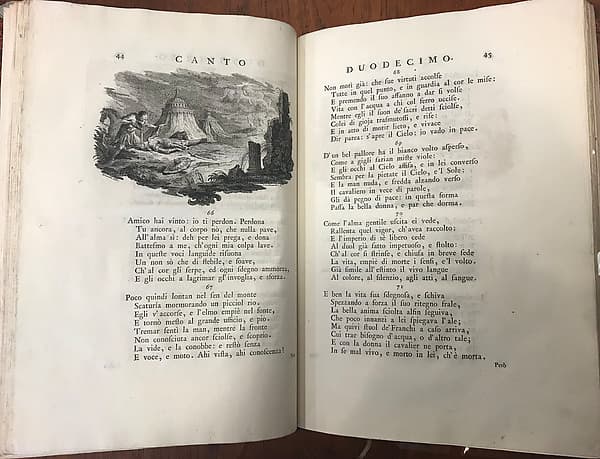 44
CANTO
66
Amico hai vinto: io ti perdon. Perdona
Tu ancora, al corpo nò, che nulla pave,
All'alma sì: deh per lei prega, e dona
Battesmo a me, ch'ogni mia colpa lave.
In queste voci languide risuona
Un non sò che di flebile, e soave,
Ch'al cor gli serpe, ed ogni sdegno ammorza,
E gli occhi a lagrimar gl'invoglia, e sforza.
67
Poco quindi lontan nel sen del monte
Scaturía mormorando un picciol rio.
Egli v'accorse, e l'elmo empiè nel fonte,
E tornò mesto al grande ufficio, e pio.
Tremar sentì la man, mentre la fronte
Non conosciuta ancor sciolse, e scoprio.
La vide, e la conobbe: e restò senza
E voce, e moto. Ahi vista, ahi conoscenza!
DUODECIMO.
45
68
Non morì già: che sue virtuti accolse
Tutte in quel punto, e in guardia al cor le mise:
E premendo il suo affanno a dar si volse
Vita con l'acqua a chi col ferro uccise.
Mentre egli il suon de' sacri detti sciolse,
Colei di gioja trasmutossi, e rise:
E in atto di morir lieto, e vivace
Dir parea: s'apre il Cielo: io vado in pace.
69
D'un bel pallore ha il bianco volto asperso,
Come a gigli sarian miste viole:
E gli occhi al Cielo affisa, e in lei converso
Sembra per la pietate il Cielo, e 'l Sole:
E la man nuda, e fredda alzando verso
Il cavaliero in vece di parole,
Gli dà pegno di pace: in questa forma
Passa la bella donna, e par che dorma.
70
Come l'alma gentile uscita ei vede,
Rallenta quel vigor, ch'avea raccolto:
E l'imperio di sè libero cede
Al duol già fatto impetuoso, e stolto:
Ch'al cor si strinse, e chiusa in breve sede
La vita, empiè di morte i sensi, e 'l volto.
Già simile all'estinto il vivo langue
Al colore, al silenzio, agli atti, al sangue.
71
E ben la vita sua sdegnosa, e schiva
Spezzando a forza il suo ritegno frale,
La bella anima sciolta alfin seguiva,
Che poco innanzi a lei spiegava l'ale;
Ma quivi stuol de' Franchi a caso arriva,
Cui trae bisogno d'acqua, o d'altro tale;
E con la donna il cavalier ne porta,
In se mal vivo, e morto in lei, ch'è morta.
Però